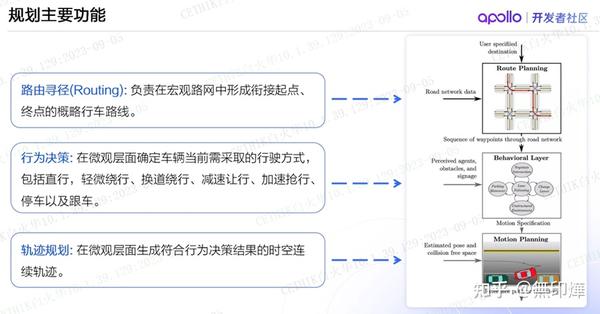 规划主要功能
apollo 开发者社区
路由寻径(Routing): 负责在宏观路网中形成衔接起点、
终点的概略行车路线。
行为决策: 在微观层面确定车辆当前需采取的行驶方式,
包括直行，轻微绕行、换道绕行、减速让行、加速抢行、
停车以及跟车。
轨迹规划: 在微观层面生成符合行为决策结果的时空连
续轨迹。
User specified
destination
Route Planning
Road network data
Sequence of waypoints through road network
Behavioral Layer
Perceived agents,
obstacles, and
signage
Motion Specification
Motion Planning
Estimated pose and
collision free space
知乎 @無印燁